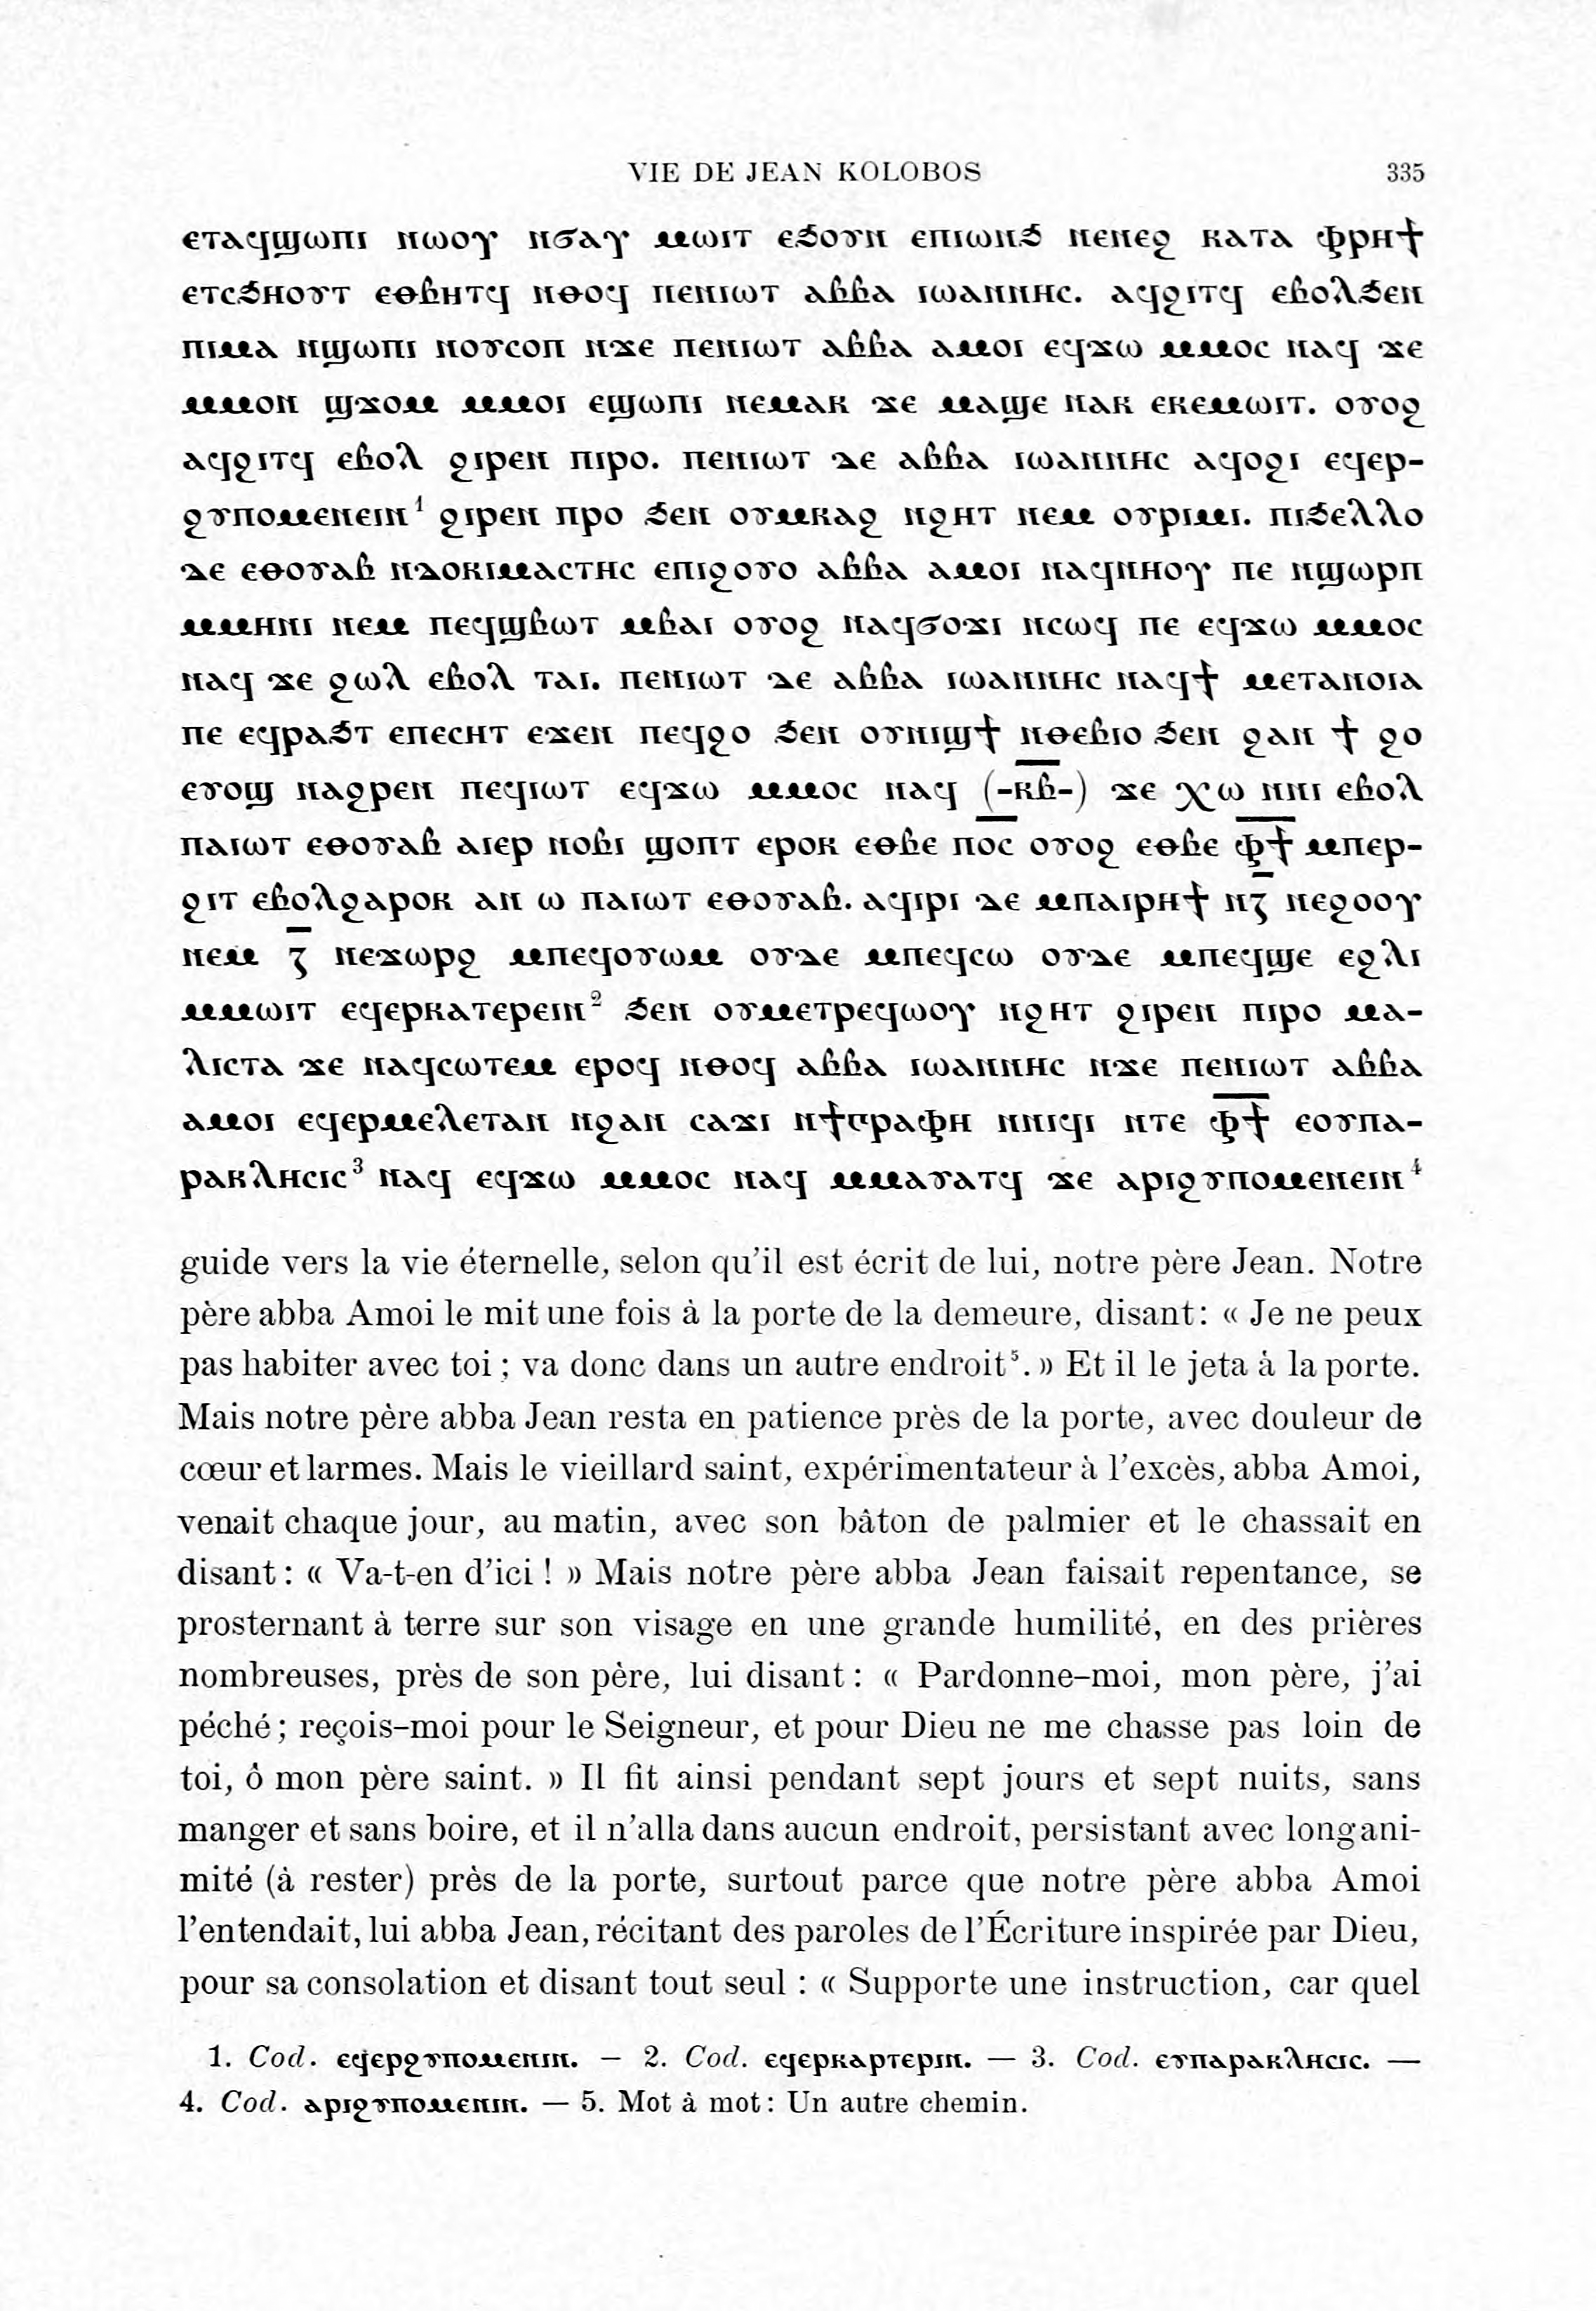 VIE DE JEAN KOLOBOS 335
ⲉⲧⲁϥϣⲱⲡⲓ ⲛⲱⲟⲩ ⲛϭⲁⲩ ⲙⲱⲓⲧ ⲉϧⲟⲩⲛ ⲉⲡⲓⲱⲛϧ ⲛⲉⲛⲉϩ ⲕⲁⲧⲁ ⲫⲣⲏϯ
ⲉⲧⲥϧⲏⲟⲩⲧ ⲉⲑⲃⲏⲧϥ ⲛⲑⲟϥ ⲡⲉⲛⲓⲱⲧ ⲁⲃⲃⲁ ⲓⲱⲁⲛⲛⲏⲥ. ⲁϥϩⲓⲧϥ ⲉⲃⲟⲗϧⲉⲛ
ⲡⲓⲙⲁ ⲛϣⲱⲡⲓ ⲛⲟⲩⲥⲟⲡ ⲛϫⲉ ⲡⲉⲛⲓⲱⲧ ⲁⲃⲃⲁ ⲁⲙⲟⲓ ⲉϥϫⲱ ⲙⲙⲟⲥ ⲛⲁϥ ϫⲉ
ⲙⲙⲟⲛ ϣϫⲟⲙ ⲙⲙⲟⲓ ⲉϣⲱⲡⲓ ⲛⲉⲙⲁⲕ ϫⲉ ⲙⲁϣⲉ ⲛⲁⲕ ⲉⲕⲉⲙⲱⲓⲧ. ⲟⲩⲟϩ
ⲁϥϩⲓⲧϥ ⲉⲃⲟⲗ ϩⲓⲣⲉⲛ ⲡⲓⲣⲟ. ⲡⲉⲛⲓⲱⲧ ⲇⲉ ⲁⲃⲃⲁ ⲓⲱⲁⲛⲛⲏⲥ ⲁϥⲟϩⲓ ⲉϥⲉⲣ-
ϩⲩⲡⲟⲙⲉⲛⲉⲓⲛ¹ ϩⲓⲣⲉⲛ ⲡⲣⲟ ϧⲉⲛ ⲟⲩⲙⲕⲁϩ ⲛϩⲏⲧ ⲛⲉⲙ ⲟⲩⲣⲓⲙⲓ. ⲡⲓϧⲉⲗⲗⲟ
ⲇⲉ ⲉⲑⲟⲩⲁⲃ ⲛⲇⲟⲕⲓⲙⲁⲥⲧⲏⲥ ⲉⲡⲓϩⲟⲩⲟ ⲁⲃⲃⲁ ⲁⲙⲟⲓ ⲛⲁϥⲛⲏⲟⲩ ⲡⲉ ⲛϣⲱⲣⲡ
ⲙⲙⲏⲛⲓ ⲛⲉⲙ ⲡⲉϥϣⲃⲱⲧ ⲙⲃⲁⲓ ⲟⲩⲟϩ ⲛⲁϥϭⲟϫⲓ ⲛⲥⲱϥ ⲡⲉ ⲉϥϫⲱ ⲙⲙⲟⲥ
ⲛⲁϥ ϫⲉ ϩⲱⲗ ⲉⲃⲟⲗ ⲧⲁⲓ. ⲡⲉⲛⲓⲱⲧ ⲇⲉ ⲁⲃⲃⲁ ⲓⲱⲁⲛⲛⲏⲥ ⲛⲁϥϯ ⲙⲉⲧⲁⲛⲟⲓⲁ
ⲡⲉ ⲉϥⲣⲁϧⲧ ⲉⲡⲉⲥⲏⲧ ⲉϫⲉⲛ ⲡⲉϥϩⲟ ϧⲉⲛ ⲟⲩⲛⲓϣϯ ⲛⲑⲉⲃⲓⲟ ϧⲉⲛ ϩⲁⲛ ϯ ϩⲟ
ⲉⲩⲟϣ ⲛⲁϩⲣⲉⲛ ⲡⲉϥⲓⲱⲧ ⲉϥϫⲱ ⲙⲙⲟⲥ ⲛⲁϥ (-ⲕ̅ⲃ̅-) ϫⲉ ⲭⲱ ⲛⲏⲓ ⲉⲃⲟⲗ
ⲡⲁⲓⲱⲧ ⲉⲑⲟⲩⲁⲃ ⲁⲓⲉⲣ ⲛⲟⲃⲓ ϣⲟⲡⲧ ⲉⲣⲟⲕ ⲉⲑⲃⲉ ⲡ̅ⲟ̅ⲥ ⲟⲩⲟϩ ⲉⲑⲃⲉ ⲫ̅ϯ̅ ⲙⲡⲉⲣ-
ϩⲓⲧ ⲉⲃⲟⲗϩⲁⲣⲟⲕ ⲁⲛ ⲱ ⲡⲁⲓⲱⲧ ⲉⲑⲟⲩⲁⲃ. ⲁϥⲓⲣⲓ ⲇⲉ ⲙⲡⲁⲓⲣⲏϯ ⲛⲍ̅ ⲛⲉϩⲟⲟⲩ
ⲛⲉⲙ ⲍ̅ ⲛⲉϫⲱⲣϩ ⲙⲡⲉϥⲟⲩⲱⲙ ⲟⲩⲇⲉ ⲙⲡⲉϥⲥⲱ ⲟⲩⲇⲉ ⲙⲡⲉϥϣⲉ ⲉϩⲗⲓ
ⲙⲙⲱⲓⲧ ⲉϥⲉⲣⲕⲁⲧⲉⲣⲉⲓⲛ² ϧⲉⲛ ⲟⲩⲙⲉⲧⲣⲉϥⲱⲟⲩ ⲛϩⲏⲧ ϩⲓⲣⲉⲛ ⲡⲓⲣⲟ ⲙⲁ-
ⲗⲓⲥⲧⲁ ϫⲉ ⲛⲁϥⲥⲱⲧⲉⲙ ⲉⲣⲟϥ ⲛⲑⲟϥ ⲁⲃⲃⲁ ⲓⲱⲁⲛⲛⲏⲥ ⲛϫⲉ ⲡⲉⲛⲓⲱⲧ ⲁⲃⲃⲁ
ⲁⲙⲟⲓ ⲉϥⲉⲣⲙⲉⲗⲉⲧⲁⲛ ⲛϩⲁⲛ ⲥⲁϫⲓ ⲛϯⲅⲣⲁⲫⲏ ⲛⲛⲓϥⲓ ⲛⲧⲉ ⲫ̅ϯ̅ ⲉⲟⲩⲡⲁ-
ⲣⲁⲕⲗⲏⲥⲓⲥ³ ⲛⲁϥ ⲉϥϫⲱ ⲙⲙⲟⲥ ⲛⲁϥ ⲙⲙⲁⲩⲁⲧϥ ϫⲉ ⲁⲣⲓϩⲩⲡⲟⲙⲉⲛⲉⲓⲛ⁴
guide vers la vie éternelle, selon qu'il est écrit de lui, notre père Jean. Notre
père abba Amoi le mit une fois à la porte de la demeure, disant: « Je ne peux
pas habiter avec toi ; va donc dans un autre endroit⁵. » Et il le jeta à la porte.
Mais notre père abba Jean resta en patience près de la porte, avec douleur de
cœur et larmes. Mais le vieillard saint, expérimentateur à l'excès, abba Amoi,
venait chaque jour, au matin, avec son bâton de palmier et le chassait en
disant : « Va-t-en d'ici ! » Mais notre père abba Jean faisait repentance, se
prosternant à terre sur son visage en une grande humilité, en des prières
nombreuses, près de son père, lui disant : « Pardonne-moi, mon père, j'ai
péché ; reçois-moi pour le Seigneur, et pour Dieu ne me chasse pas loin de
toi, ô mon père saint. » Il fit ainsi pendant sept jours et sept nuits, sans
manger et sans boire, et il n'alla dans aucun endroit, persistant avec longani-
mité (à rester) près de la porte, surtout parce que notre père abba Amoi
l'entendait, lui abba Jean, récitant des paroles de l'Écriture inspirée par Dieu,
pour sa consolation et disant tout seul : « Supporte une instruction, car quel
1. Cod. ⲉϥⲉⲣϩⲩⲡⲟⲙⲉⲛⲓⲛ. — 2. Cod. ⲉϥⲉⲣⲕⲁⲣⲧⲉⲣⲓⲛ. — 3. Cod. ⲉⲩⲡⲁⲣⲁⲕⲗⲏⲥⲓⲥ. —
4. Cod. ⲁⲣⲓϩⲩⲡⲟⲙⲉⲛⲓⲛ. — 5. Mot à mot : Un autre chemin.